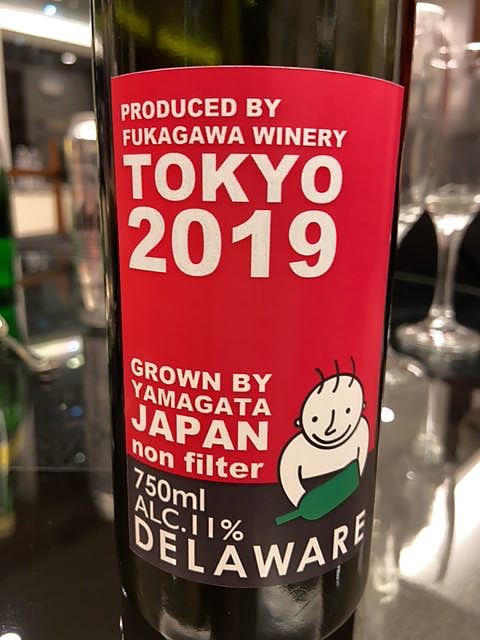 PRODUCED BY
FUKAGAWA WINERY
TOKYO
2019
GROWN BY
YAMAGATA
JAPAN
non filter
750ml
ALC.11%
DELAWARE